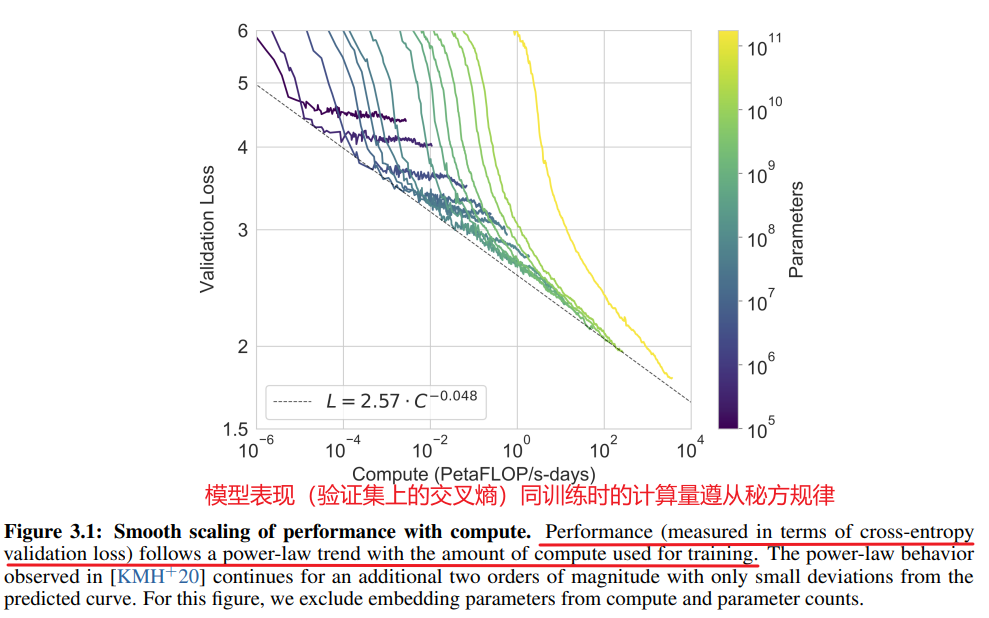 6
5
4
3
2
1.5
Validation Loss
L = 2.57 · C^−0.048
10^−6 10^−4 10^−2 10^0 10^2 10^4
Compute (PetaFLOP/s-days)
10^11
10^10
10^9
10^8
10^7
10^6
10^5
Parameters
模型表现（验证集上的交叉熵）同训练时的计算量遵从秘方规律
Figure 3.1: Smooth scaling of performance with compute. Performance (measured in terms of cross-entropy
validation loss) follows a power-law trend with the amount of compute used for training. The power-law behavior
observed in [KMH+20] continues for an additional two orders of magnitude with only small deviations from the
predicted curve. For this figure, we exclude embedding parameters from compute and parameter counts.